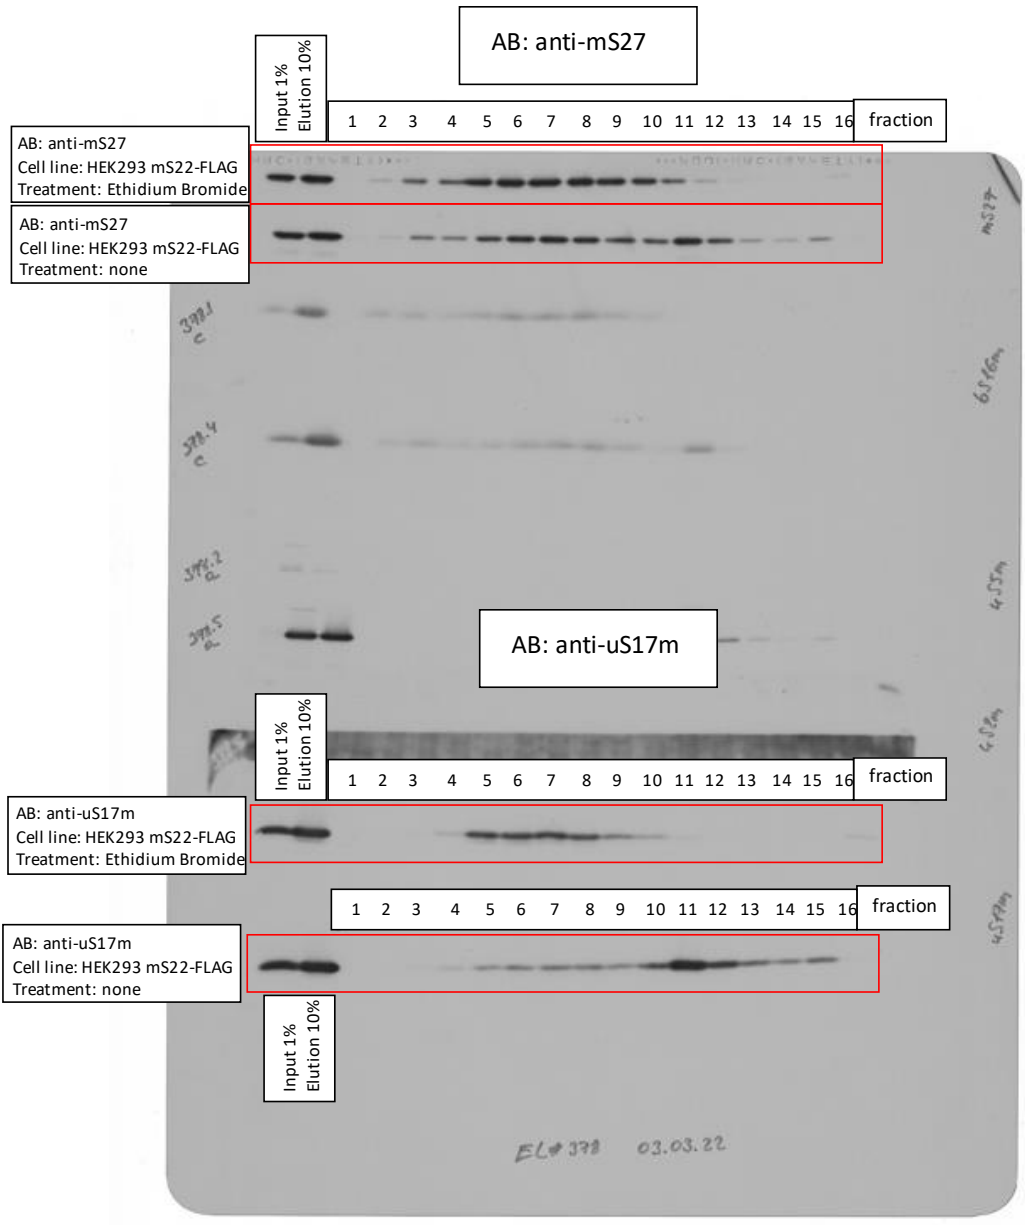 AB: anti-mS27
Input 1%
Elution 10%
1 2 3 4 5 6 7 8 9 10 11 12 13 14 15 16
fraction
AB: anti-mS27
Cell line: HEK293 mS22-FLAG
Treatment: Ethidium Bromide
AB: anti-mS27
Cell line: HEK293 mS22-FLAG
Treatment: none
mS27
378.1
c
378.4
c
378.2
a
378.5
a
AB: anti-uS17m
Input 1%
Elution 10%
1 2 3 4 5 6 7 8 9 10 11 12 13 14 15 16
fraction
AB: anti-uS17m
Cell line: HEK293 mS22-FLAG
Treatment: Ethidium Bromide
1 2 3 4 5 6 7 8 9 10 11 12 13 14 15 16
fraction
AB: anti-uS17m
Cell line: HEK293 mS22-FLAG
Treatment: none
Input 1%
Elution 10%
EL#378 03.03.22